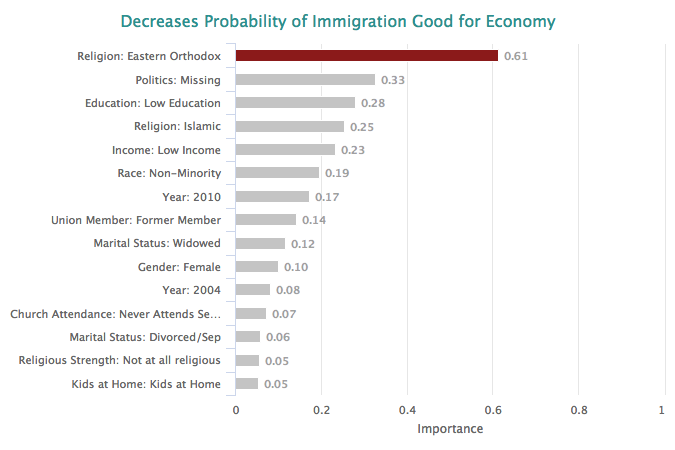 Decreases Probability of Immigration Good for Economy
Religion: Eastern Orthodox 0.61
Politics: Missing 0.33
Education: Low Education 0.28
Religion: Islamic 0.25
Income: Low Income 0.23
Race: Non-Minority 0.19
Year: 2010 0.17
Union Member: Former Member 0.14
Marital Status: Widowed 0.12
Gender: Female 0.10
Year: 2004 0.08
Church Attendance: Never Attends Se... 0.07
Marital Status: Divorced/Sep 0.06
Religious Strength: Not at all religious 0.05
Kids at Home: Kids at Home 0.05
0 0.2 0.4 0.6 0.8 1
Importance